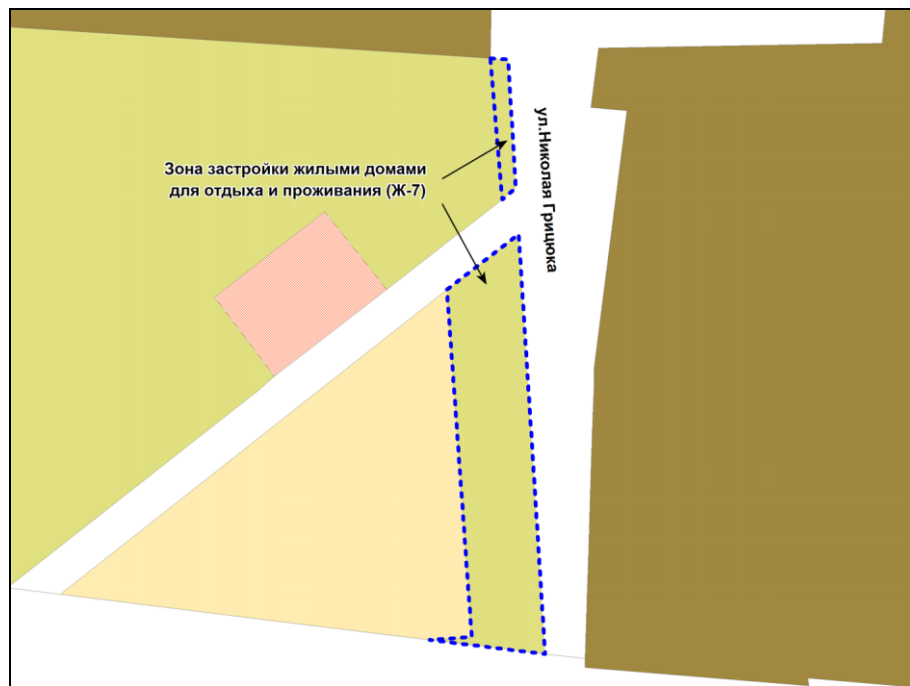 Зона застройки жилыми домами
для отдыха и проживания (Ж-7)
ул.Николая Грицюка